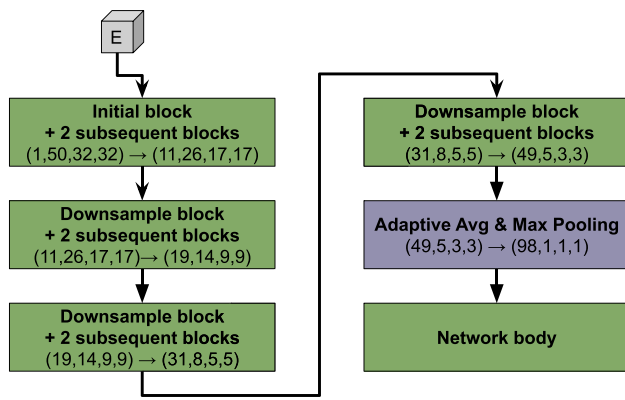 E
Initial block
+ 2 subsequent blocks
(1,50,32,32) → (11,26,17,17)
Downsample block
+ 2 subsequent blocks
(11,26,17,17)→ (19,14,9,9)
Downsample block
+ 2 subsequent blocks
(19,14,9,9) → (31,8,5,5)
Downsample block
+ 2 subsequent blocks
(31,8,5,5) → (49,5,3,3)
Adaptive Avg & Max Pooling
(49,5,3,3) → (98,1,1,1)
Network body